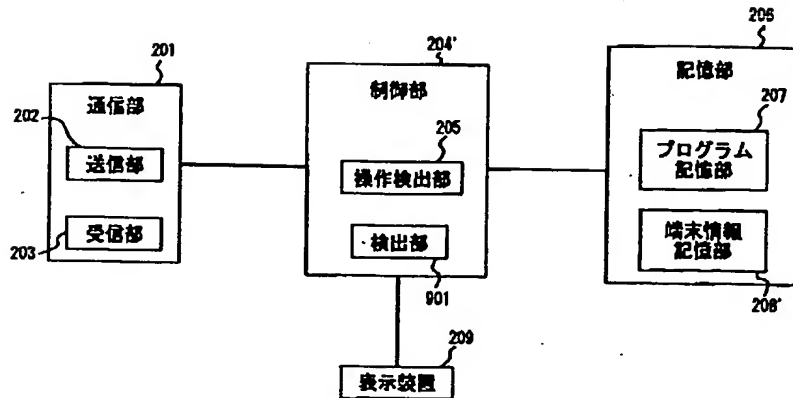 201
通信部
202
送信部
203
受信部
204'
制御部
205
操作検出部
検出部
901
206
記憶部
207
プログラム
記憶部
端末情報
記憶部
208'
209
表示装置